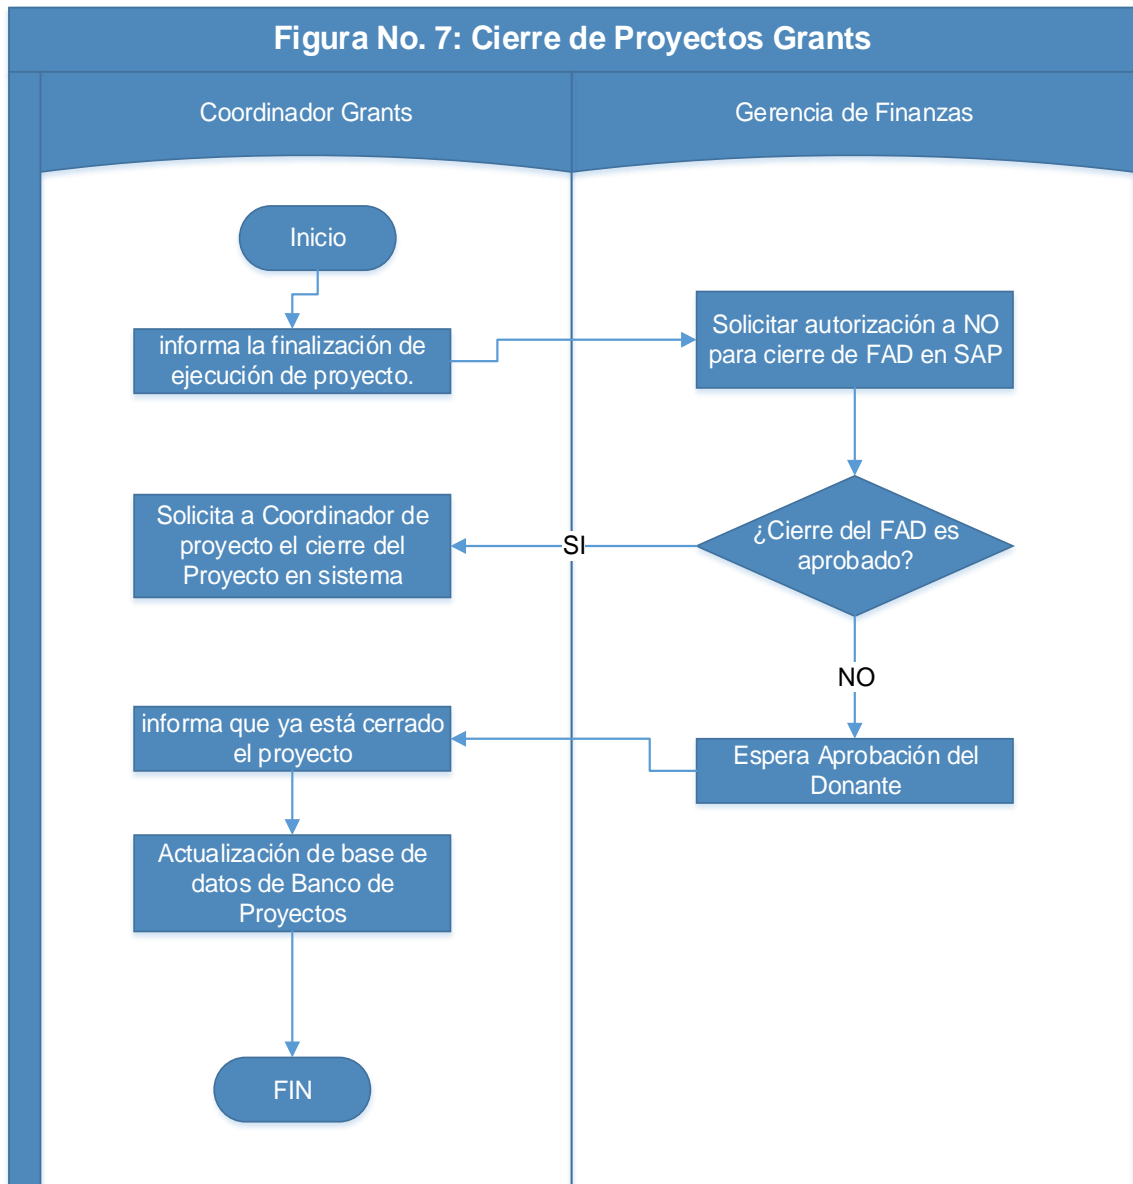 Figura No. 7: Cierre de Proyectos Grants
Coordinador Grants
Gerencia de Finanzas
Inicio
informa la finalización de
ejecución de proyecto.
Solicitar autorización a NO
para cierre de FAD en SAP
¿Cierre del FAD es
aprobado?
SI
Solicita a Coordinador de
proyecto el cierre del
Proyecto en sistema
NO
Espera Aprobación del
Donante
informa que ya está cerrado
el proyecto
Actualización de base de
datos de Banco de
Proyectos
FIN